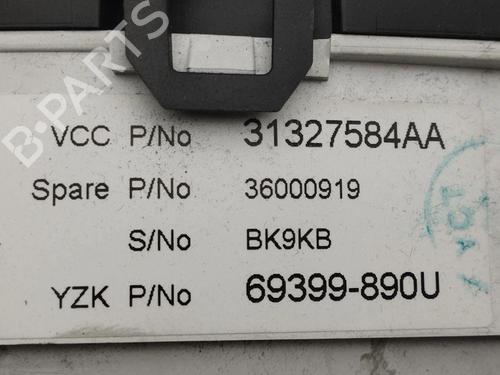 B-PARTS
VCC P/No 31327584AA
Spare P/No 36000919
S/No BK9KB
YZK P/No 69399-890U